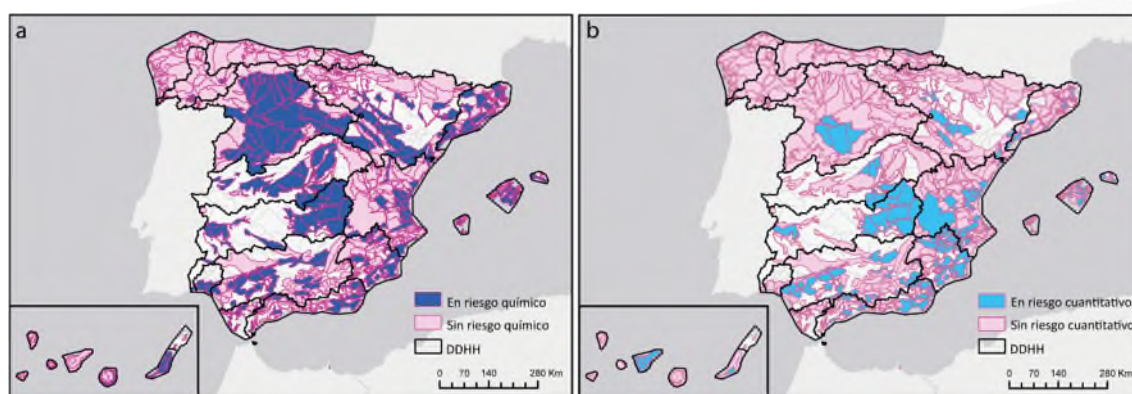 a
En riesgo químico
Sin riesgo químico
DDHH
0 70 140 280 Km
b
En riesgo cuantitativo
Sin riesgo cuantitativo
DDHH
0 70 140 280 Km